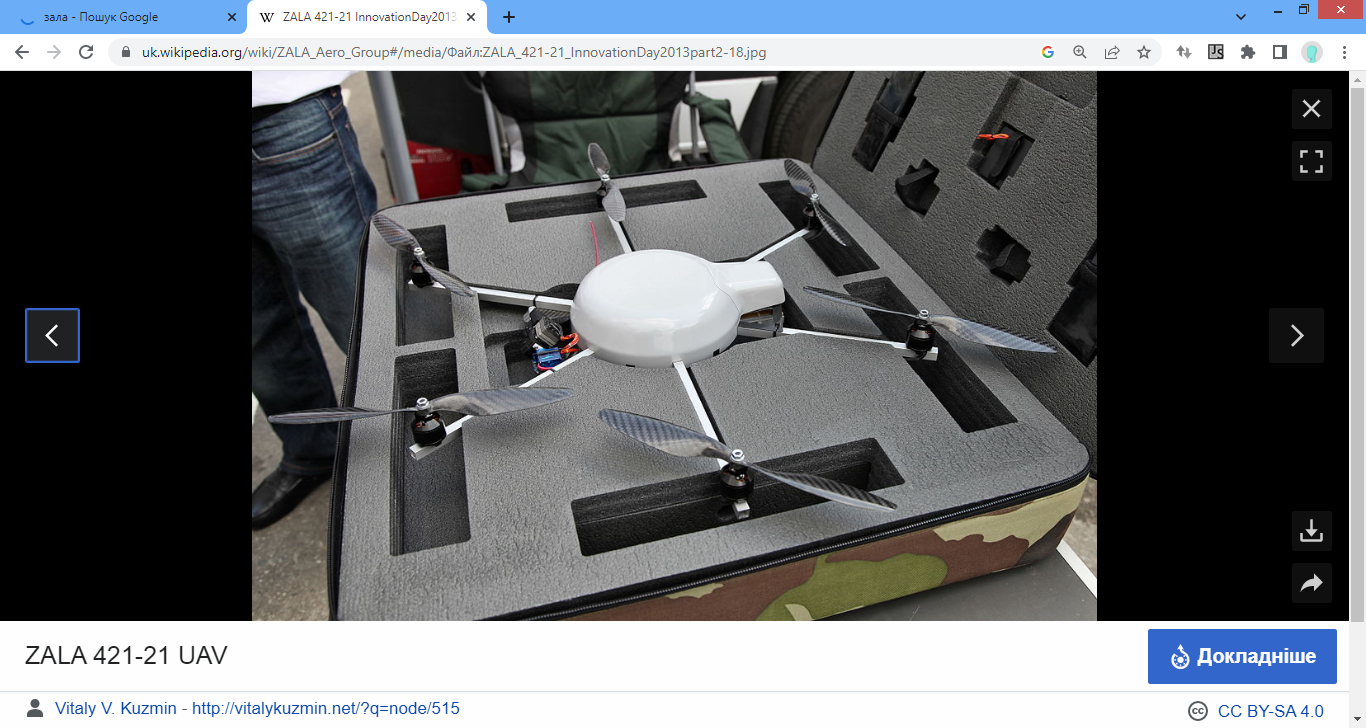 зала - Пошук Google
ZALA 421-21 InnovationDay2013
uk.wikipedia.org/wiki/ZALA_Aero_Group#/media/Файл:ZALA_421-21_InnovationDay2013part2-18.jpg
ZALA 421-21 UAV
Докладніше
Vitaly V. Kuzmin - http://vitalykuzmin.net/?q=node/515
CC BY-SA 4.0